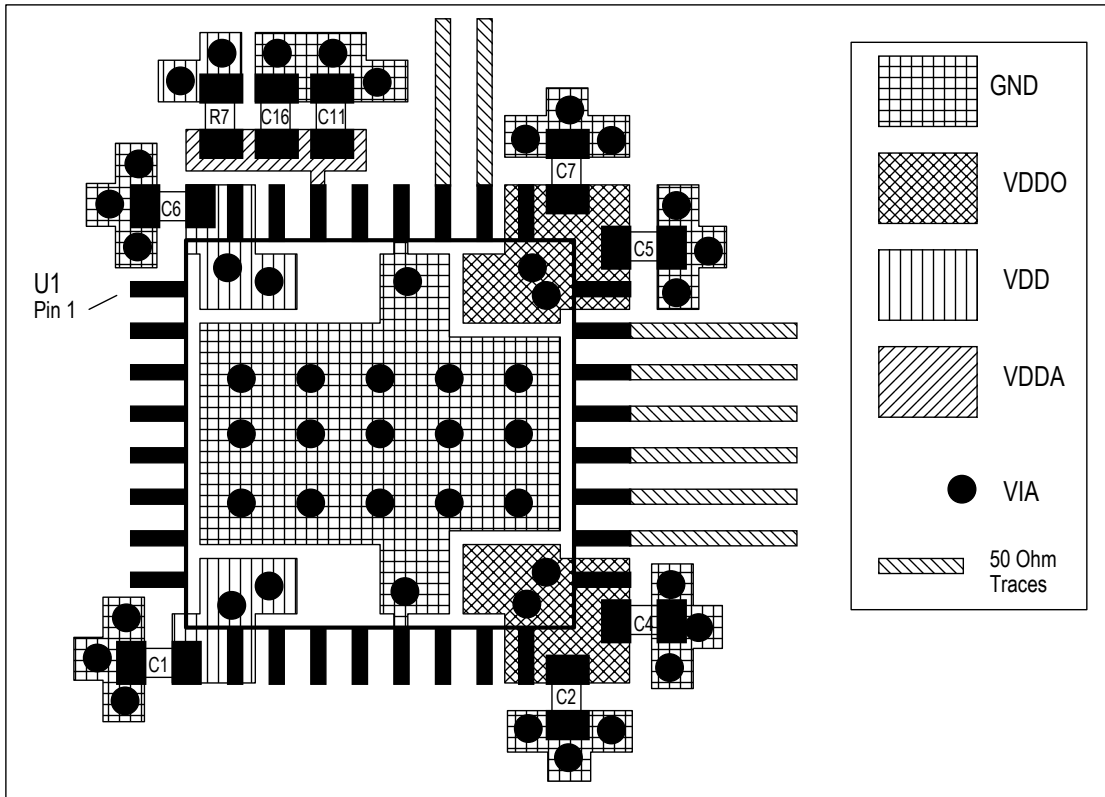 R7
C16
C11
C7
C6
C5
U1
Pin 1
C1
C4
C2
GND
VDDO
VDD
VDDA
VIA
50 Ohm
Traces